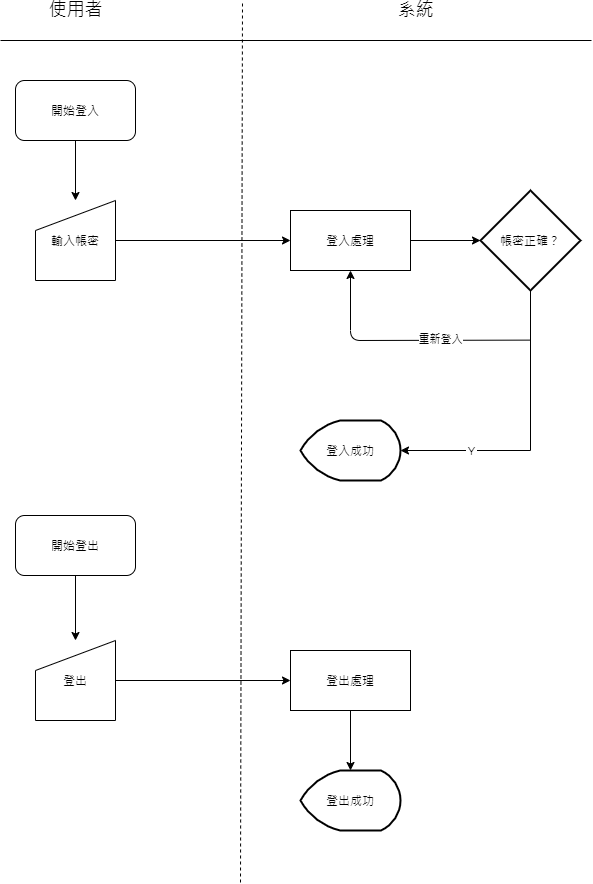 使用者
系統
開始登入
輸入帳密
登入處理
帳密正確？
重新登入
登入成功
Y
開始登出
登出
登出處理
登出成功